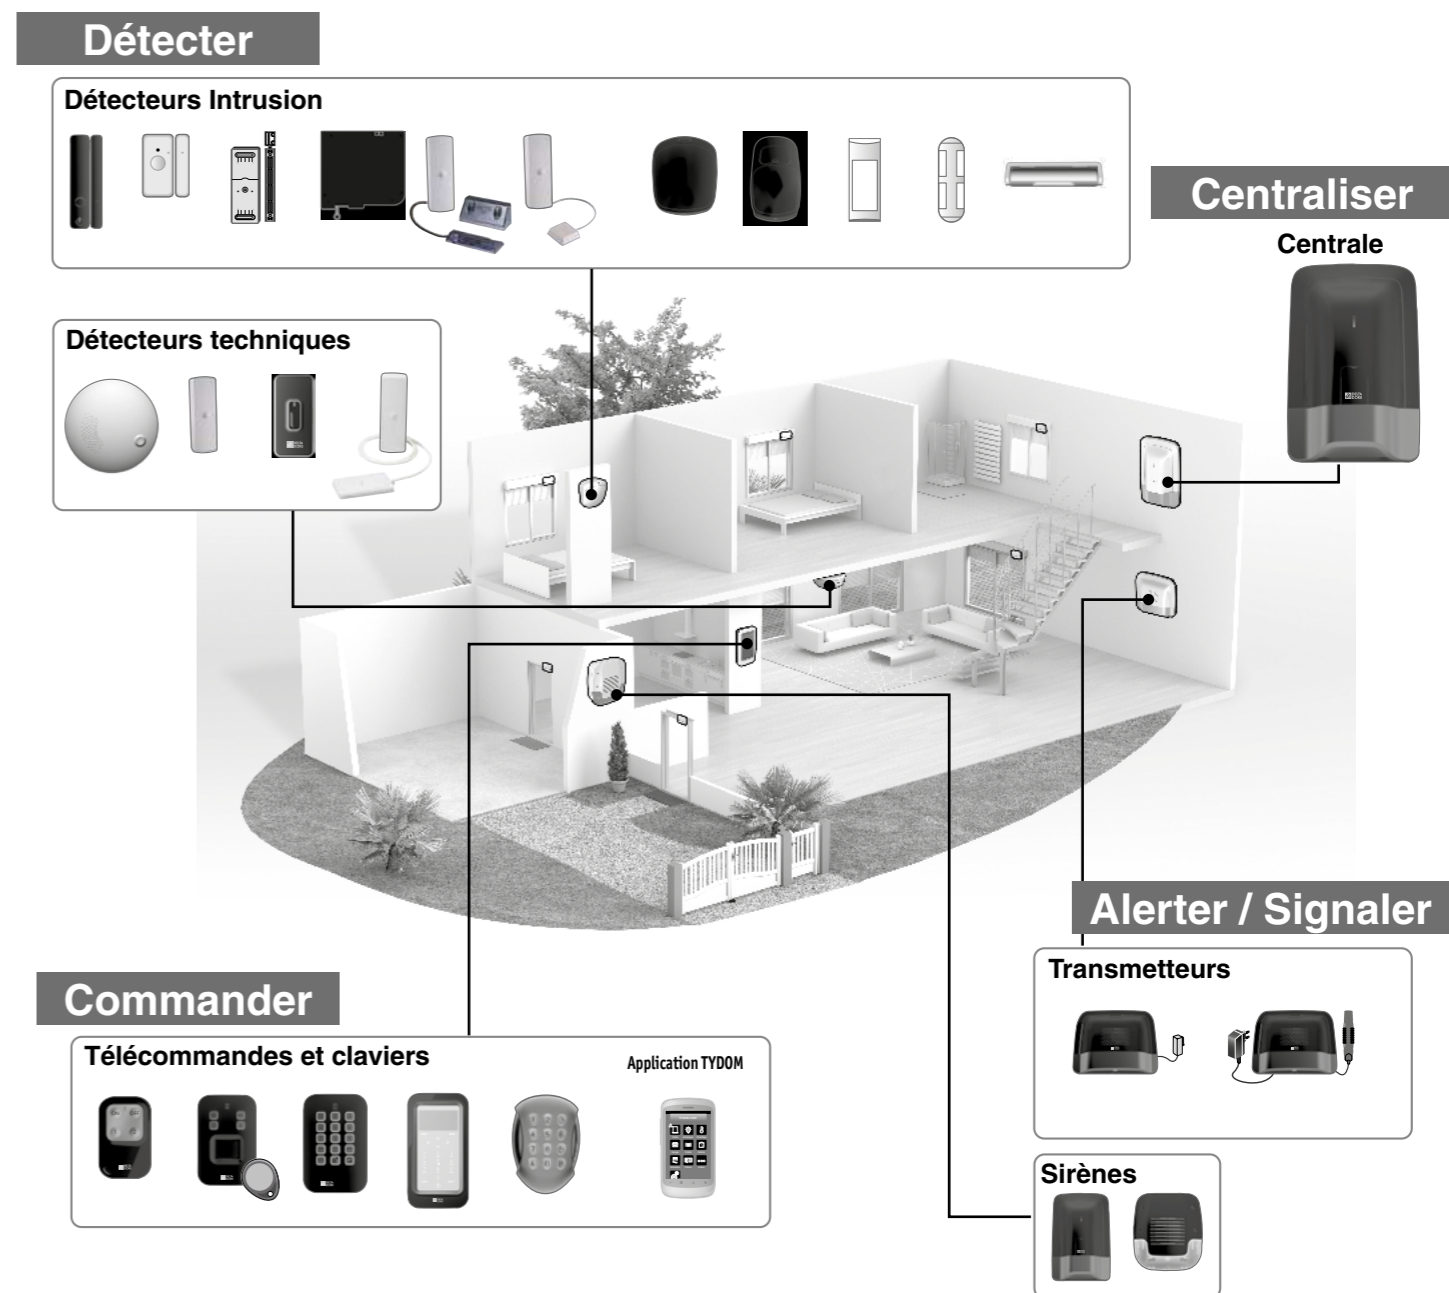 Détecter
Détecteurs Intrusion
Centraliser
Centrale
Détecteurs techniques
Alerter / Signaler
Transmetteurs
Commander
Télécommandes et claviers
Application TYDOM
Sirènes